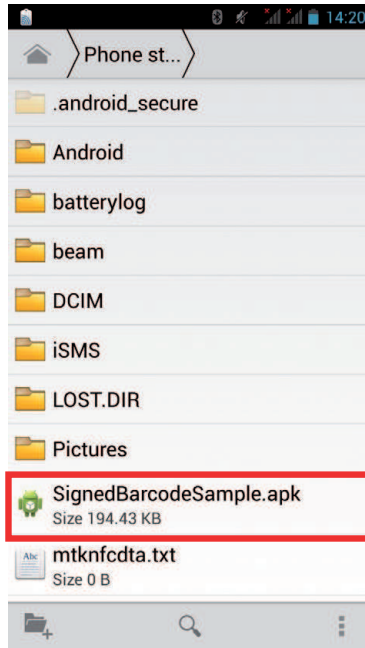 14:20
Phone st...
.android_secure
Android
batterylog
beam
DCIM
iSMS
LOST.DIR
Pictures
SignedBarcodeSample.apk
Size 194.43 KB
Abc
mtknfcdta.txt
Size 0 B